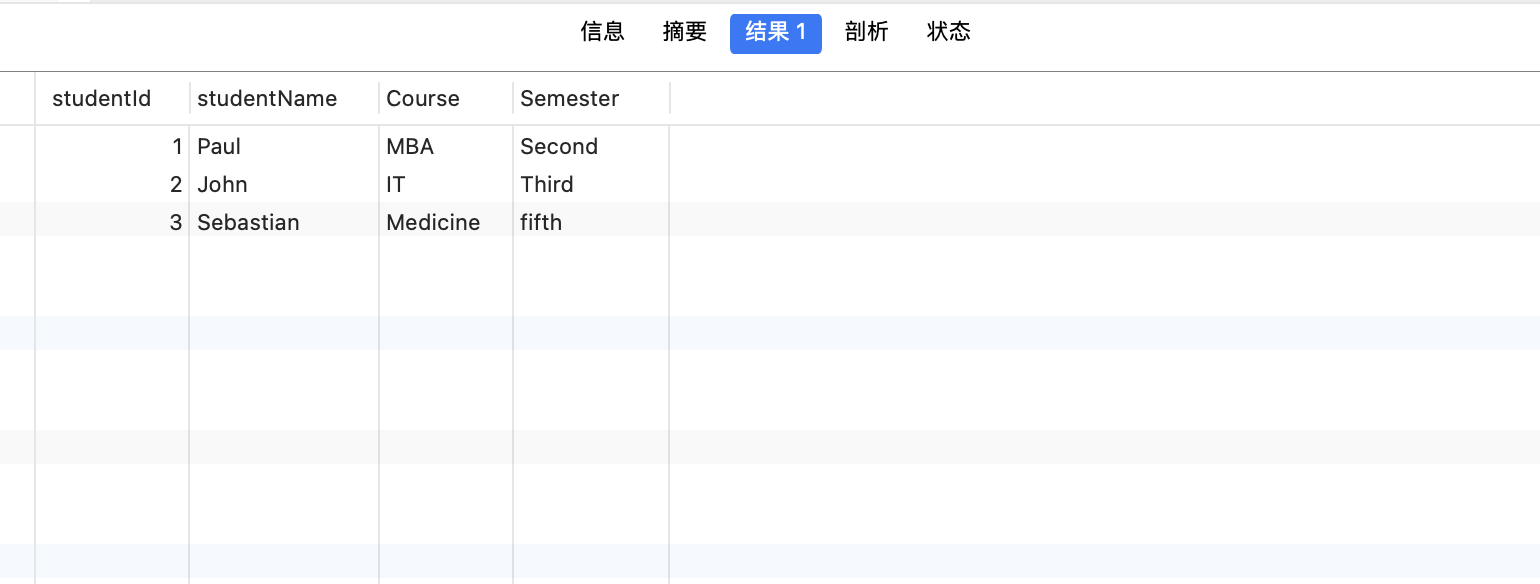 信息 摘要 结果 1 剖析 状态
studentId studentName Course Semester
1 Paul MBA Second
2 John IT Third
3 Sebastian Medicine fifth